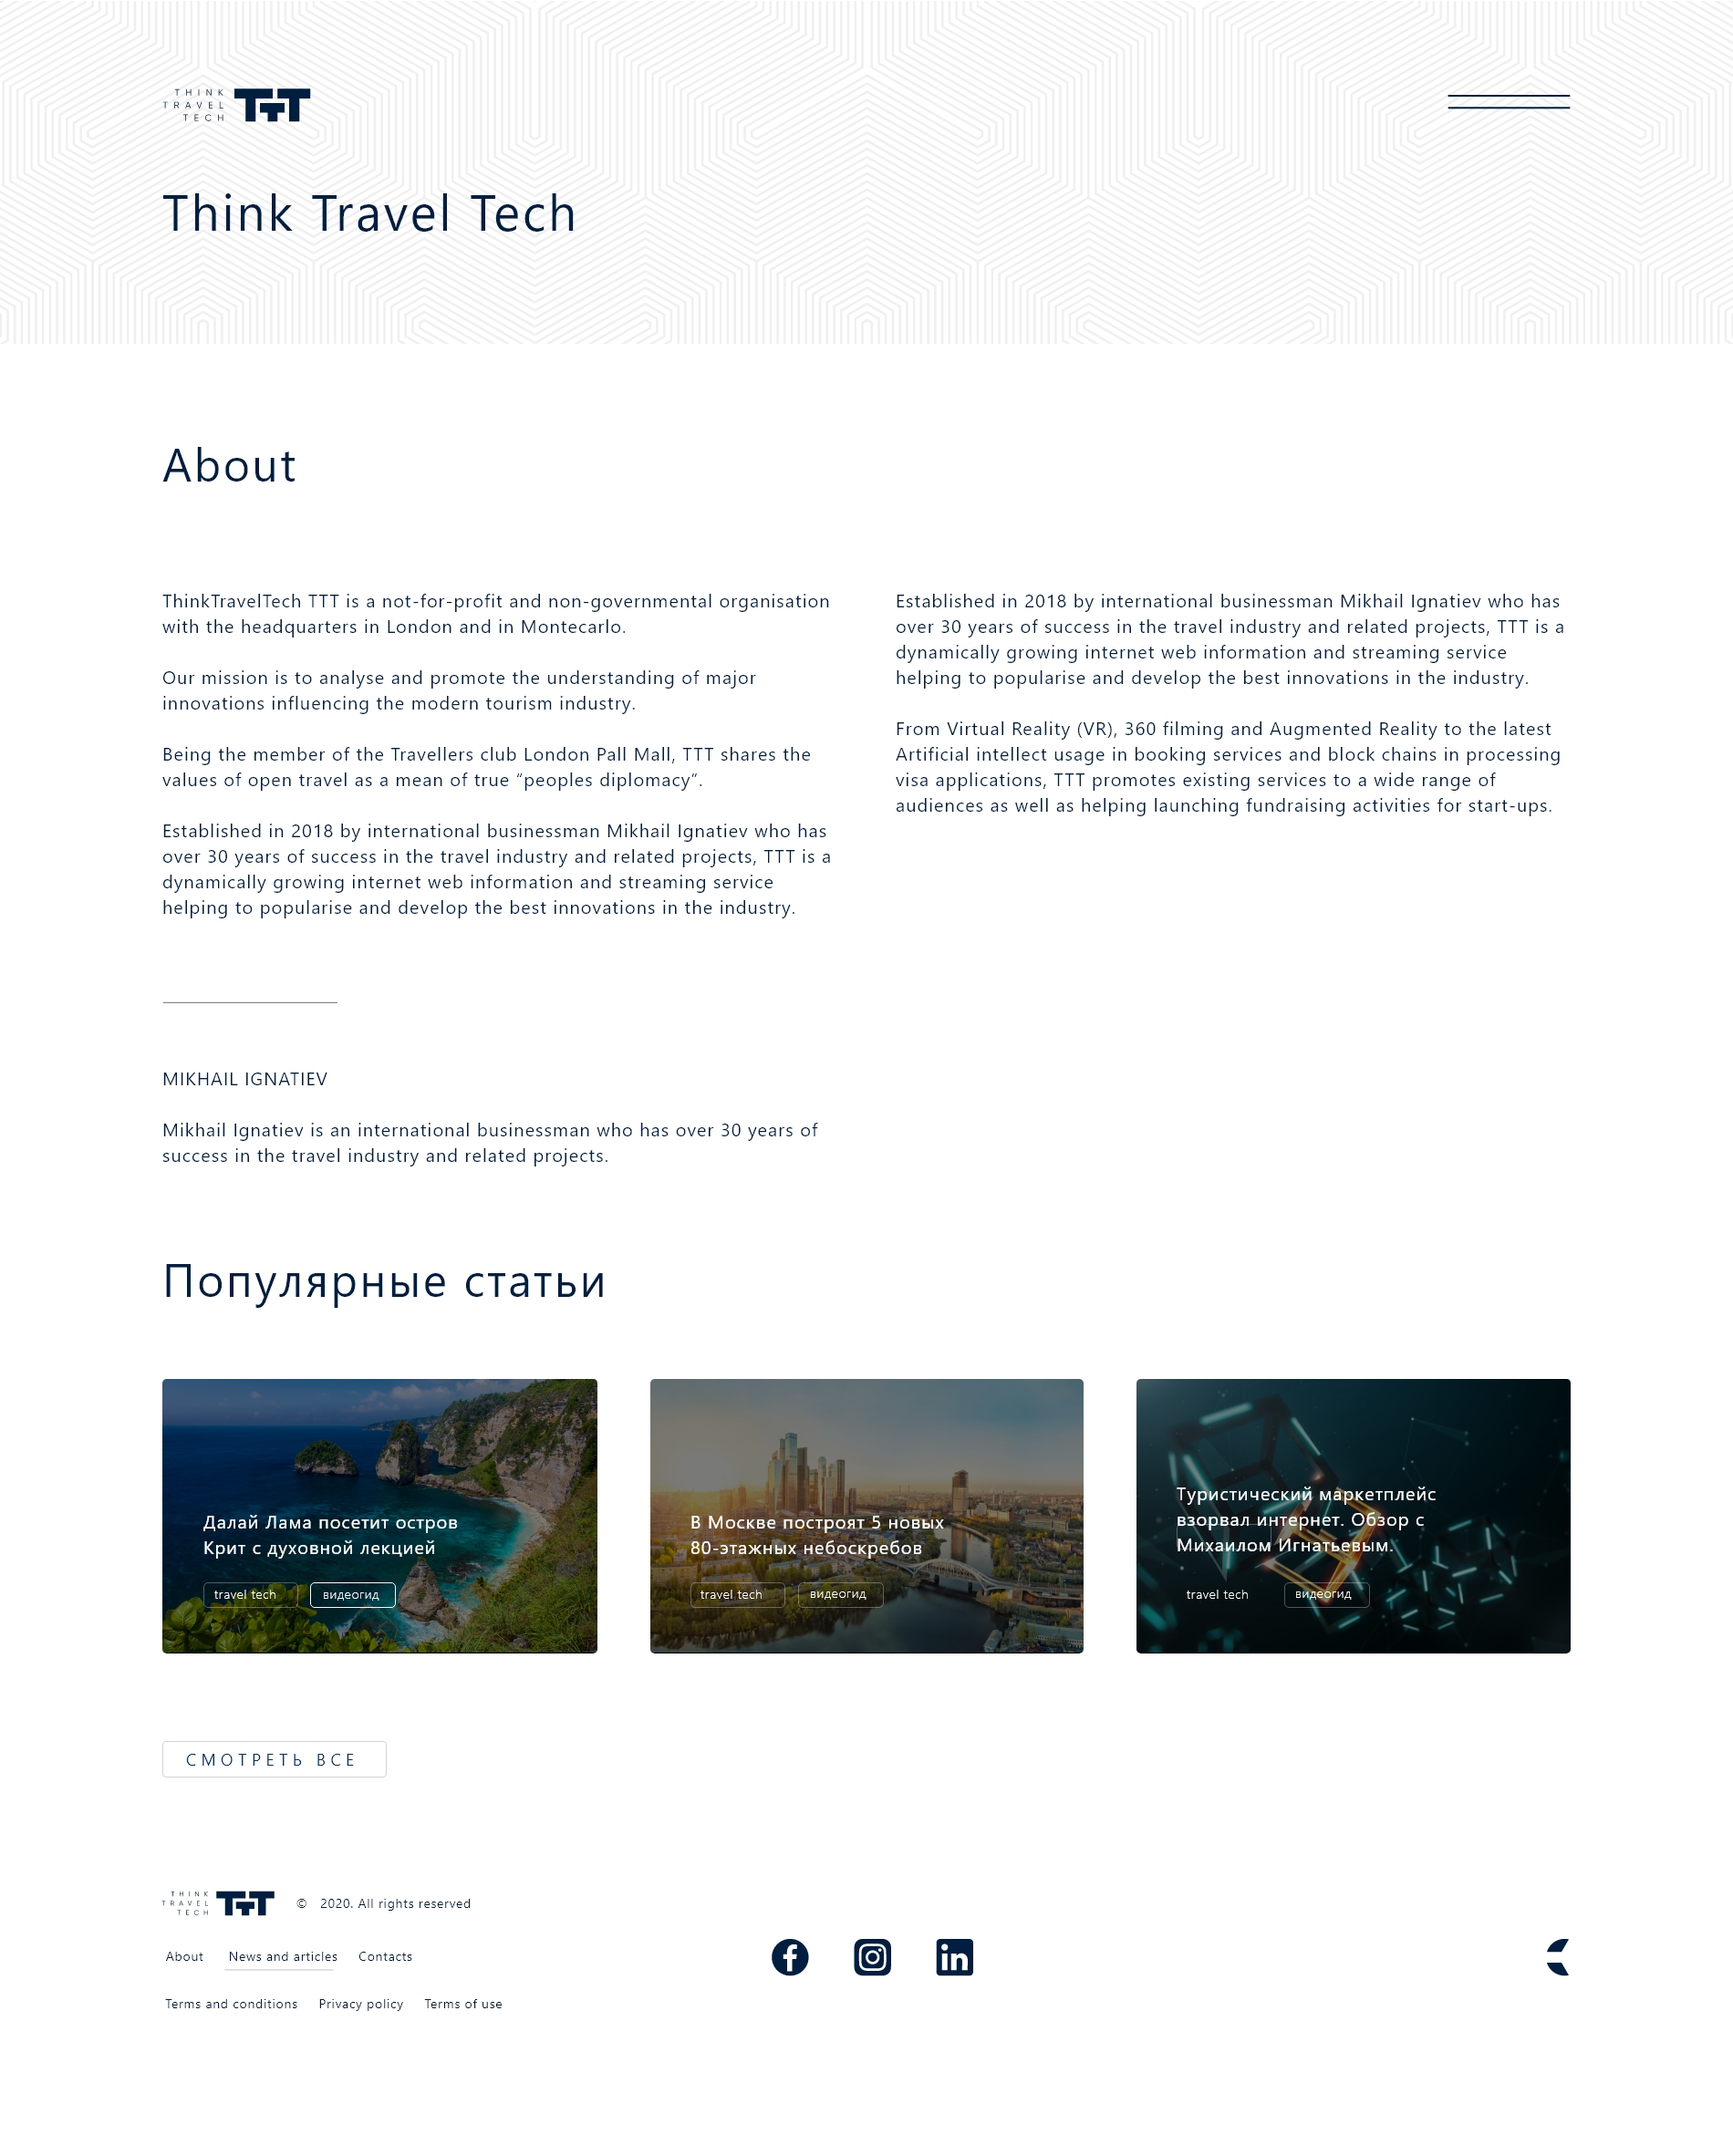 THINK
TRAVEL
TECH
TTT
Think Travel Tech
About
ThinkTravelTech TTT is a not-for-profit and non-governmental organisation
with the headquarters in London and in Montecarlo.
Our mission is to analyse and promote the understanding of major
innovations influencing the modern tourism industry.
Being the member of the Travellers club London Pall Mall, TTT shares the
values of open travel as a mean of true “peoples diplomacy”.
Established in 2018 by international businessman Mikhail Ignatiev who has
over 30 years of success in the travel industry and related projects, TTT is a
dynamically growing internet web information and streaming service
helping to popularise and develop the best innovations in the industry.
Established in 2018 by international businessman Mikhail Ignatiev who has
over 30 years of success in the travel industry and related projects, TTT is a
dynamically growing internet web information and streaming service
helping to popularise and develop the best innovations in the industry.
From Virtual Reality (VR), 360 filming and Augmented Reality to the latest
Artificial intellect usage in booking services and block chains in processing
visa applications, TTT promotes existing services to a wide range of
audiences as well as helping launching fundraising activities for start-ups.
MIKHAIL IGNATIEV
Mikhail Ignatiev is an international businessman who has over 30 years of
success in the travel industry and related projects.
Популярные статьи
Далай Лама посетит остров
Крит с духовной лекцией
travel tech видеогид
В Москве построят 5 новых
80-этажных небоскребов
travel tech видеогид
Туристический маркетплейс
взорвал интернет. Обзор с
Михаилом Игнатьевым.
travel tech видеогид
СМОТРЕТЬ ВСЕ
THINK
TRAVEL
TECH
TTT
© 2020. All rights reserved
About News and articles Contacts
Terms and conditions Privacy policy Terms of use